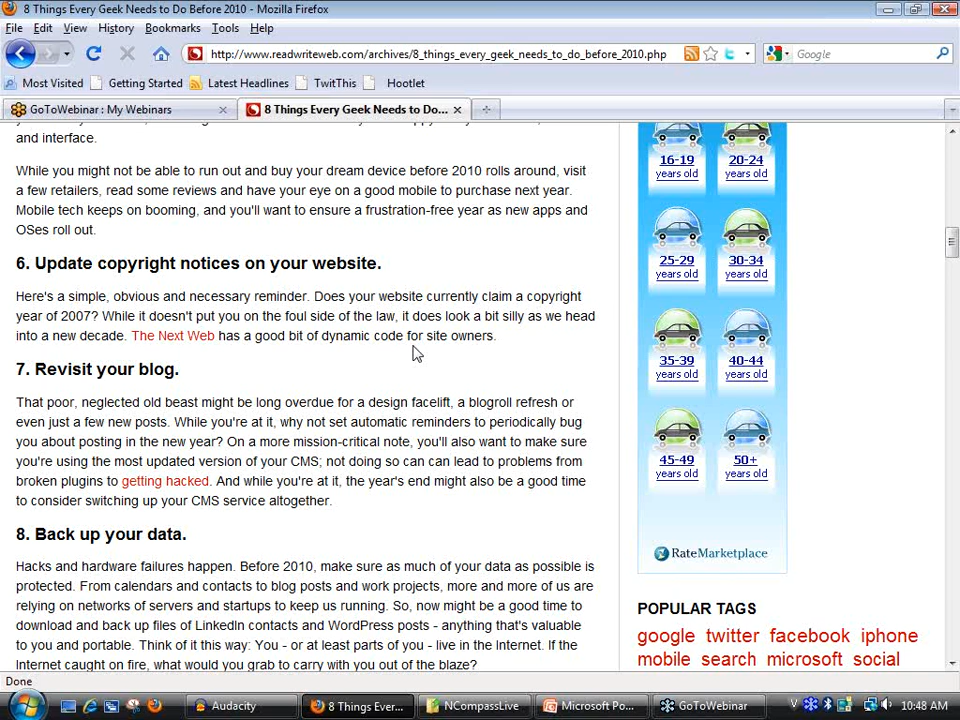 8 Things Every Geek Needs to Do Before 2010 - Mozilla Firefox
File Edit View History Bookmarks Tools Help
http://www.readwriteweb.com/archives/8_things_every_geek_needs_to_do_before_2010.php
Google
Most Visited Getting Started Latest Headlines TwitThis Hootlet
GoToWebinar : My Webinars
8 Things Every Geek Needs to Do...
and interface.
While you might not be able to run out and buy your dream device before 2010 rolls around, visit
a few retailers, read some reviews and have your eye on a good mobile to purchase next year.
Mobile tech keeps on booming, and you'll want to ensure a frustration-free year as new apps and
OSes roll out.
6. Update copyright notices on your website.
Here's a simple, obvious and necessary reminder. Does your website currently claim a copyright
year of 2007? While it doesn't put you on the foul side of the law, it does look a bit silly as we head
into a new decade. The Next Web has a good bit of dynamic code for site owners.
7. Revisit your blog.
That poor, neglected old beast might be long overdue for a design facelift, a blogroll refresh or
even just a few new posts. While you're at it, why not set automatic reminders to periodically bug
you about posting in the new year? On a more mission-critical note, you'll also want to make sure
you're using the most updated version of your CMS; not doing so can can lead to problems from
broken plugins to getting hacked. And while you're at it, the year's end might also be a good time
to consider switching up your CMS service altogether.
8. Back up your data.
Hacks and hardware failures happen. Before 2010, make sure as much of your data as possible is
protected. From calendars and contacts to blog posts and work projects, more and more of us are
relying on networks of servers and startups to keep us running. So, now might be a good time to
download and back up files of LinkedIn contacts and WordPress posts - anything that's valuable
to you and portable. Think of it this way: You - or at least parts of you - live in the Internet. If the
Internet caught on fire, what would you grab to carry with you out of the blaze?
16-19 20-24
years old years old
25-29 30-34
years old years old
35-39 40-44
years old years old
45-49 50+
years old years old
RateMarketplace
POPULAR TAGS
google twitter facebook iphone
mobile search microsoft social
Done
Audacity
8 Things Ever...
NCompassLive
Microsoft Po...
GoToWebinar
V
10:48 AM